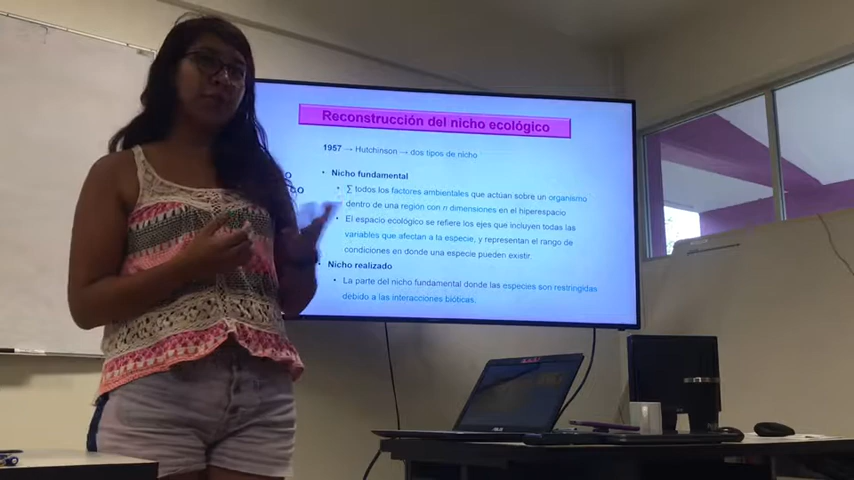 Reconstrucción del nicho ecológico
1957 → Hutchinson → dos tipos de nicho
• Nicho fundamental
• ∑ todos los factores ambientales que actúan sobre un organismo
dentro de una región con n dimensiones en el hiperespacio
• El espacio ecológico se refiere los ejes que incluyen todas las
variables que afectan a la especie, y representan el rango de
condiciones en donde una especie pueden existir.
• Nicho realizado
• La parte del nicho fundamental donde las especies son restringidas
debido a las interacciones bióticas.